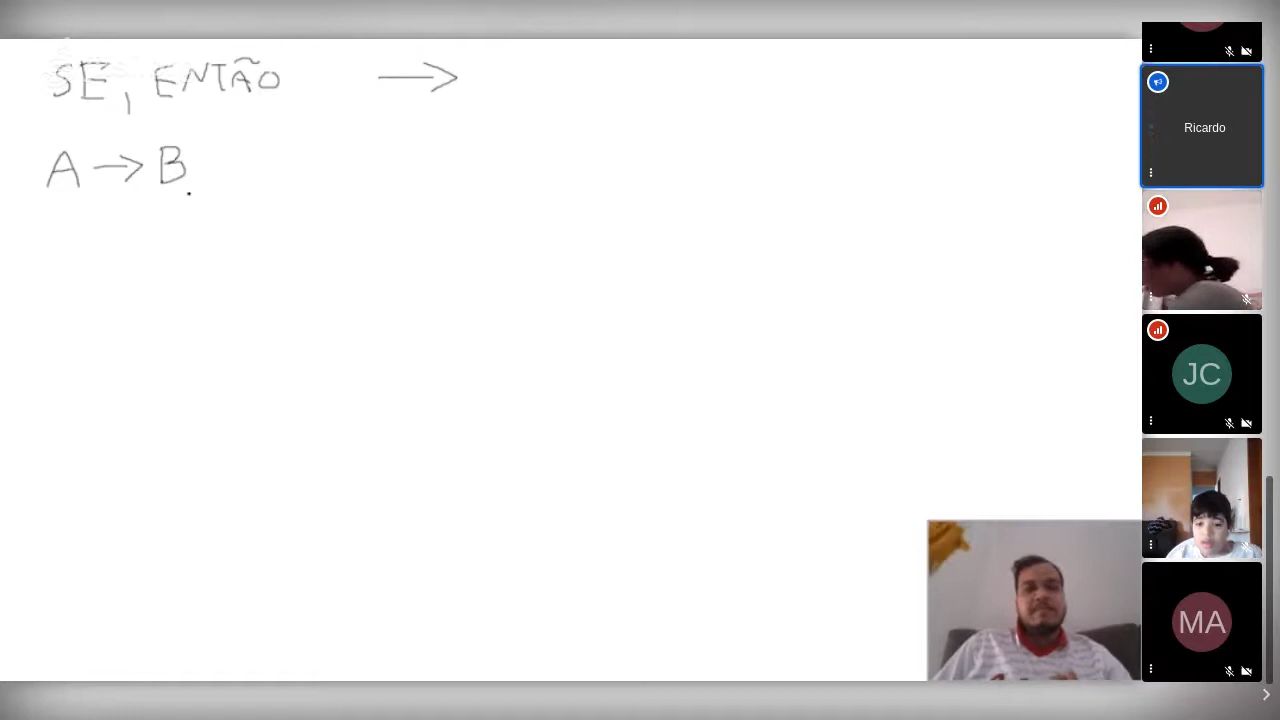 SE, ENTÃO →
A → B.
Ricardo
JC
MA